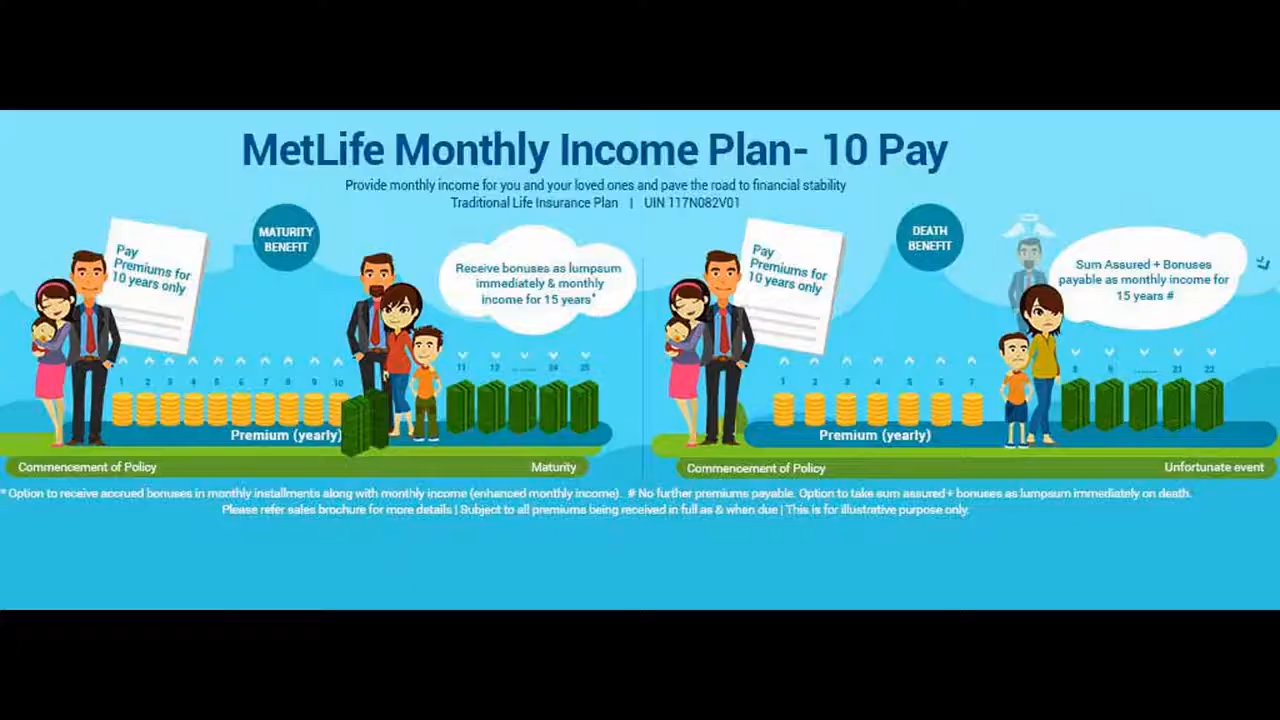 MetLife Monthly Income Plan- 10 Pay
Provide monthly income for you and your loved ones and pave the road to financial stability
Traditional Life Insurance Plan | UIN 117N082V01
MATURITY
BENEFIT
Pay
Premiums for
10 years only
Receive bonuses as lumpsum
immediately & monthly
income for 15 years*
1 2 3 4 5 6 7 8 9 10
11 12 ........ 24 25
Premium (yearly)
Commencement of Policy
Maturity
DEATH
BENEFIT
Pay
Premiums for
10 years only
Sum Assured + Bonuses
payable as monthly income for
15 years #
1 2 3 4 5 6 7
8 9 ........ 21 22
Premium (yearly)
Commencement of Policy
Unfortunate event
* Option to receive accrued bonuses in monthly installments along with monthly income (enhanced monthly income). # No further premiums payable. Option to take sum assured + bonuses as lumpsum immediately on death.
Please refer sales brochure for more details | Subject to all premiums being received in full as & when due | This is for illustrative purpose only.